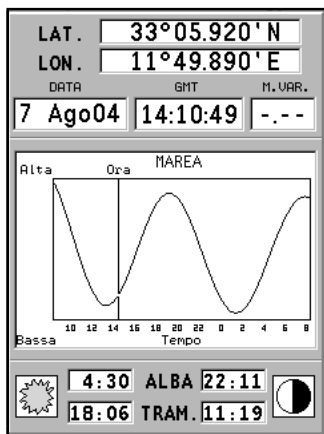 LAT. 33°05.920'N
LON. 11°49.890'E
DATA GMT M.VAR.
7 Ago04 14:10:49 -.--
MAREA
Alta Ora
10 12 14 16 18 20 22 0 2 4 6 8
Bassa Tempo
4:30 ALBA 22:11
18:06 TRAM. 11:19